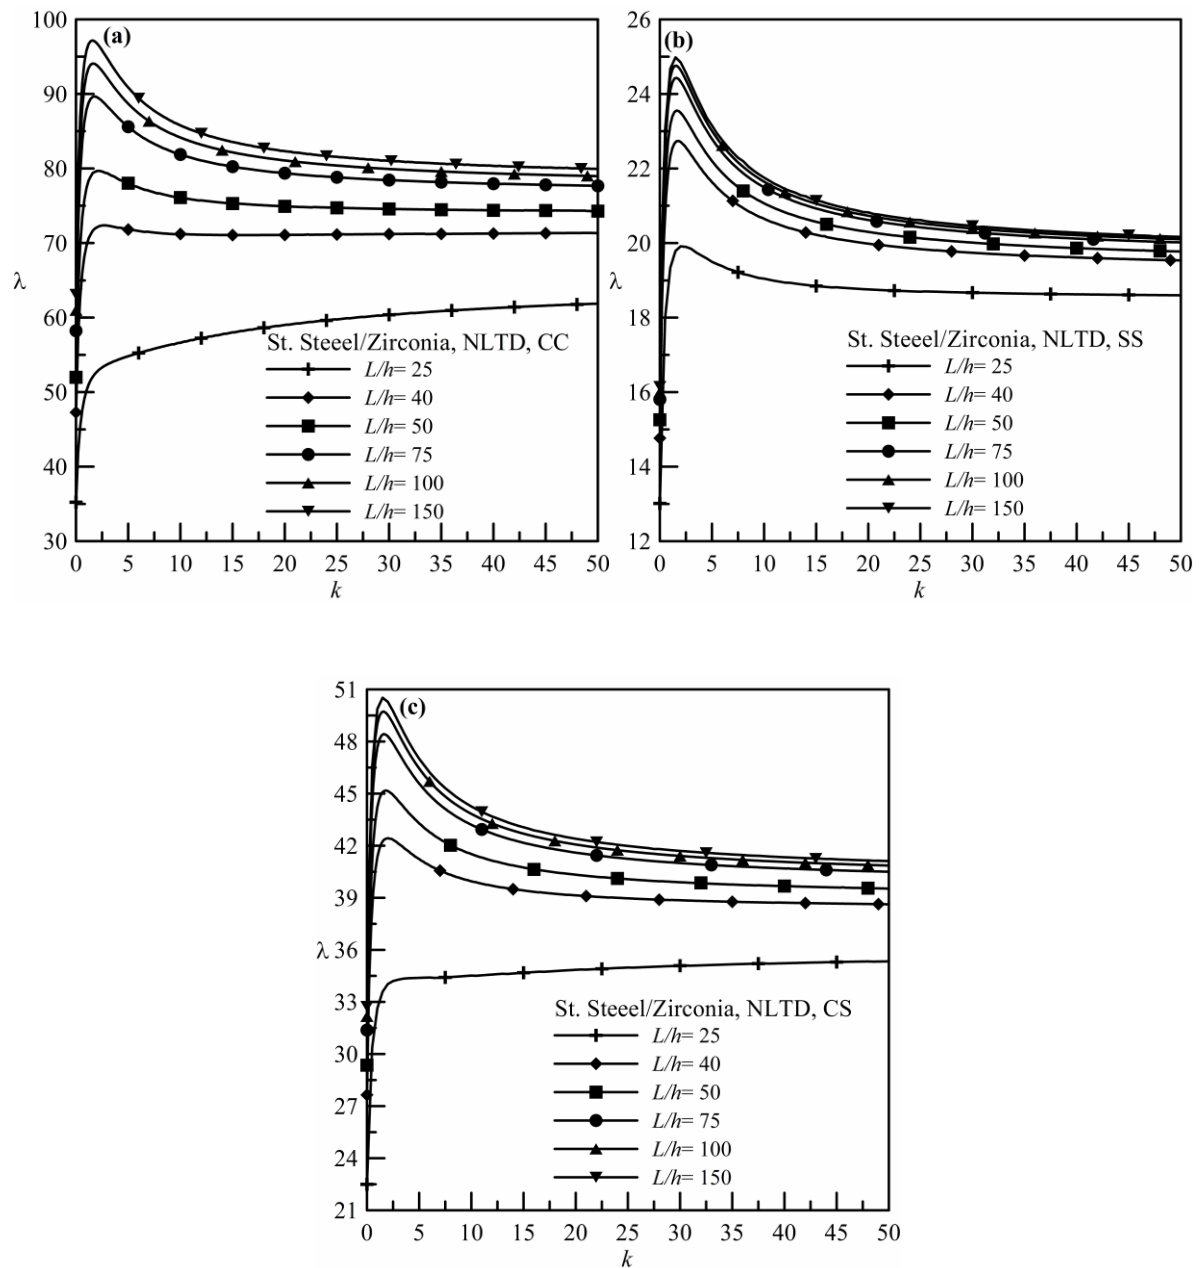 100
90
80
70
60
50
40
30
λ
(a)
St. Steeel/Zirconia, NLTD, CC
L/h= 25
L/h= 40
L/h= 50
L/h= 75
L/h= 100
L/h= 150
0 5 10 15 20 25 30 35 40 45 50
k
26
24
22
20
18
16
14
12
λ
(b)
St. Steeel/Zirconia, NLTD, SS
L/h= 25
L/h= 40
L/h= 50
L/h= 75
L/h= 100
L/h= 150
0 5 10 15 20 25 30 35 40 45 50
k
51
48
45
42
39
λ 36
33
30
27
24
21
(c)
St. Steeel/Zirconia, NLTD, CS
L/h= 25
L/h= 40
L/h= 50
L/h= 75
L/h= 100
L/h= 150
0 5 10 15 20 25 30 35 40 45 50
k